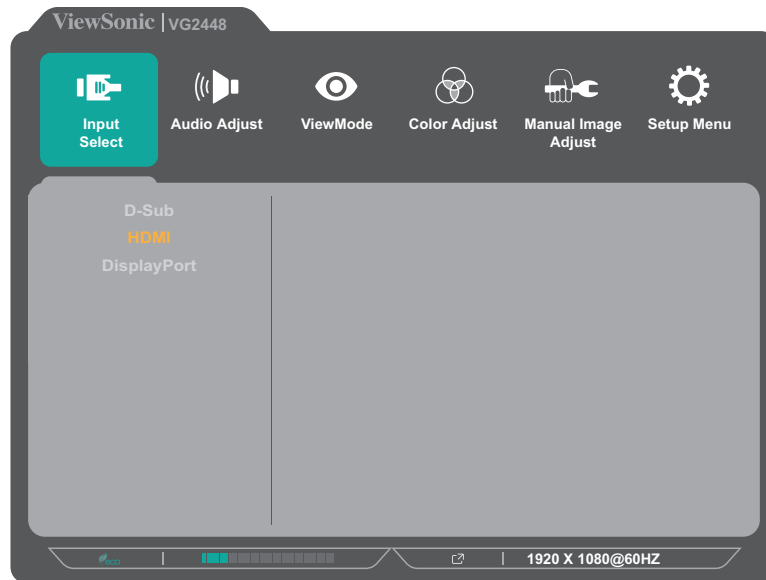 ViewSonic | VG2448
Input
Select
Audio Adjust
ViewMode
Color Adjust
Manual Image
Adjust
Setup Menu
D-Sub
HDMI
DisplayPort
eco
1920 X 1080@60HZ